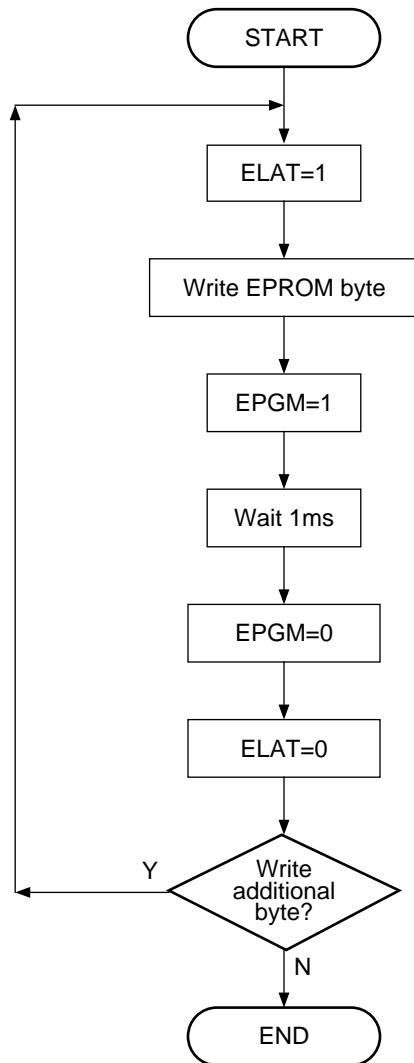 START
ELAT=1
Write EPROM byte
EPGM=1
Wait 1ms
EPGM=0
ELAT=0
Y
Write
additional
byte?
N
END